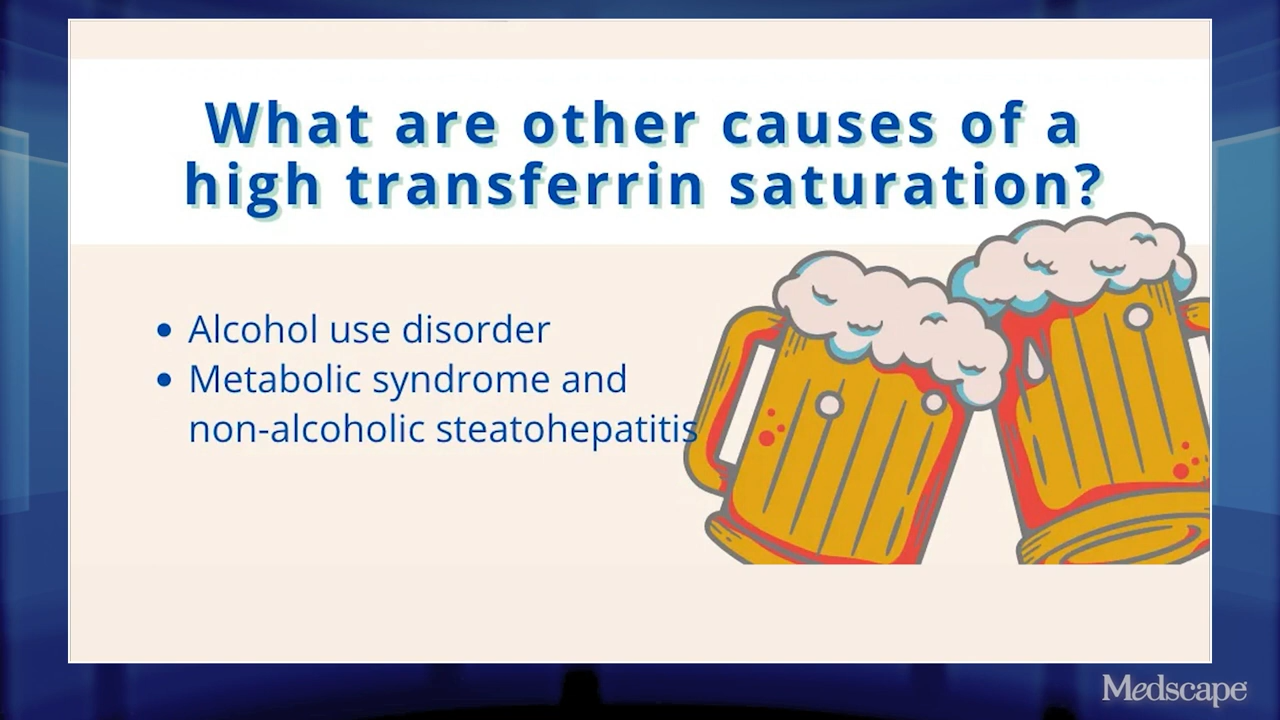 What are other causes of a
high transferrin saturation?
• Alcohol use disorder
• Metabolic syndrome and
non-alcoholic steatohepatitis
Medscape